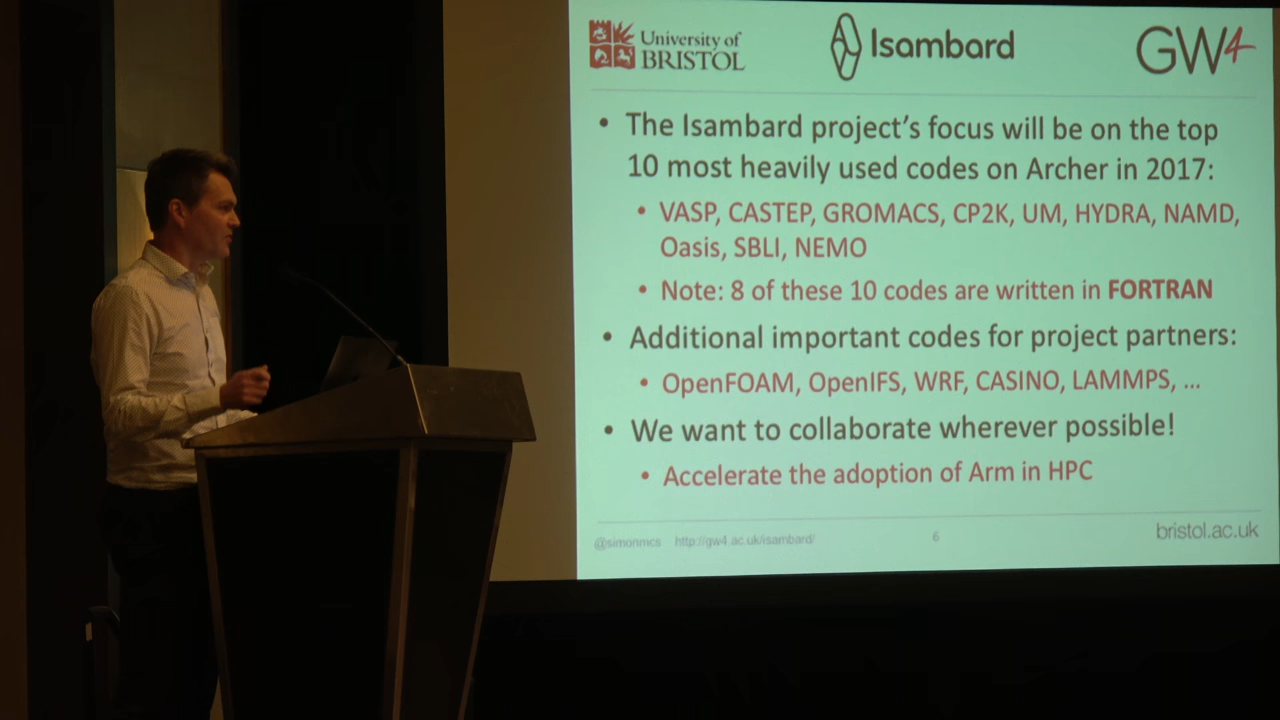 University of
BRISTOL
Isambard
GW4
• The Isambard project's focus will be on the top
10 most heavily used codes on Archer in 2017:
• VASP, CASTEP, GROMACS, CP2K, UM, HYDRA, NAMD,
Oasis, SBLI, NEMO
• Note: 8 of these 10 codes are written in FORTRAN
• Additional important codes for project partners:
• OpenFOAM, OpenIFS, WRF, CASINO, LAMMPS, ...
• We want to collaborate wherever possible!
• Accelerate the adoption of Arm in HPC
@simonmcs http://gw4.ac.uk/isambard/ 6 bristol.ac.uk